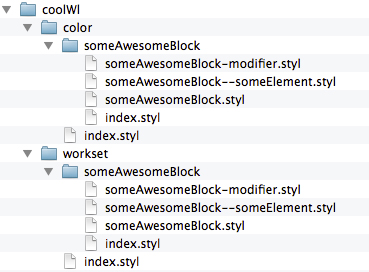 coolWl
color
someAwesomeBlock
someAwesomeBlock-modifier.styl
someAwesomeBlock--someElement.styl
someAwesomeBlock.styl
index.styl
index.styl
workset
someAwesomeBlock
someAwesomeBlock-modifier.styl
someAwesomeBlock--someElement.styl
someAwesomeBlock.styl
index.styl
index.styl